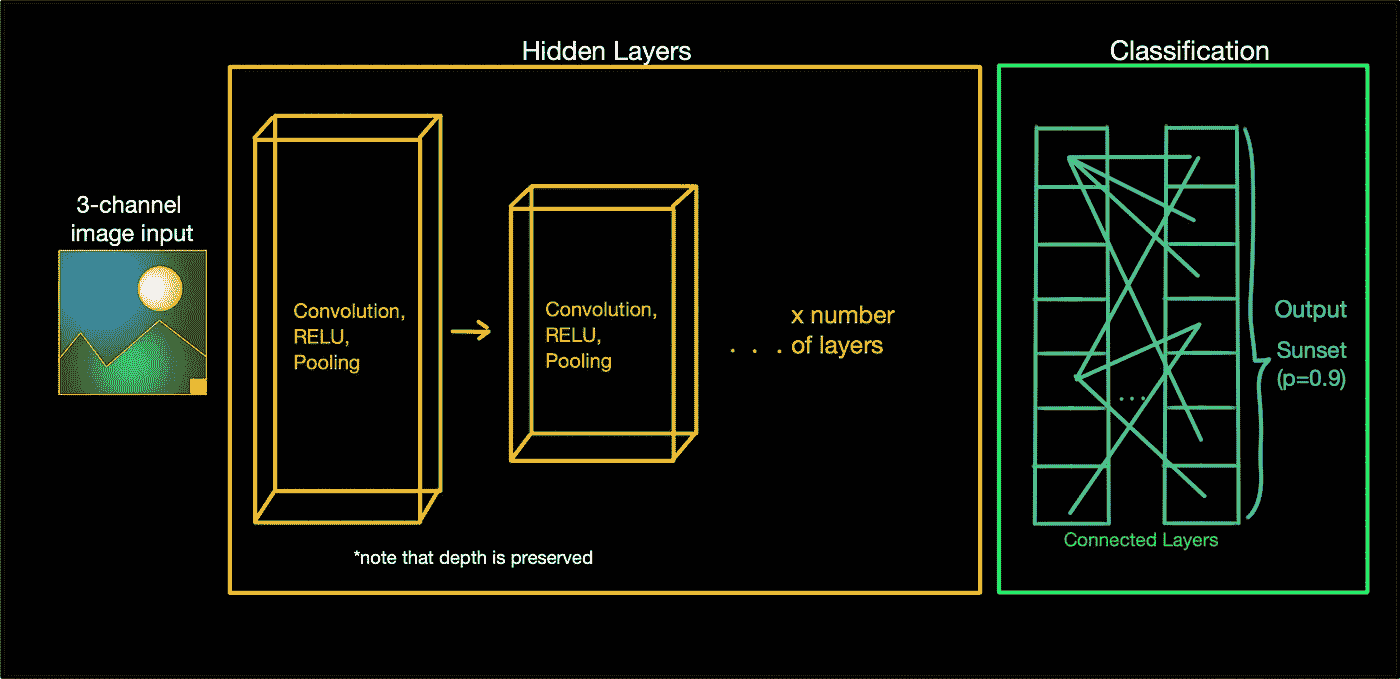 Hidden Layers
Classification
3-channel
image input
Convolution,
RELU,
Pooling
Convolution,
RELU,
Pooling
. . .
x number
of layers
*note that depth is preserved
...
Connected Layers
Output
Sunset
(p=0.9)